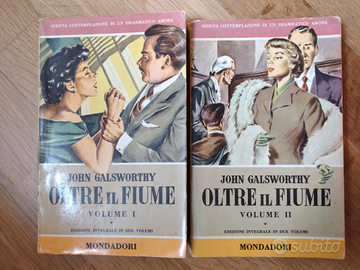 SERENA CONTEMPLAZIONE DI UN DRAMMATICO AMORE
JOHN GALSWORTHY
OLTRE IL FIUME
VOLUME I
EDIZIONE INTEGRALE IN DUE VOLUMI
MONDADORI
SERENA CONTEMPLAZIONE DI UN DRAMMATICO AMORE
JOHN GALSWORTHY
OLTRE IL FIUME
VOLUME II
EDIZIONE INTEGRALE IN DUE VOLUMI
MONDADORI
subito